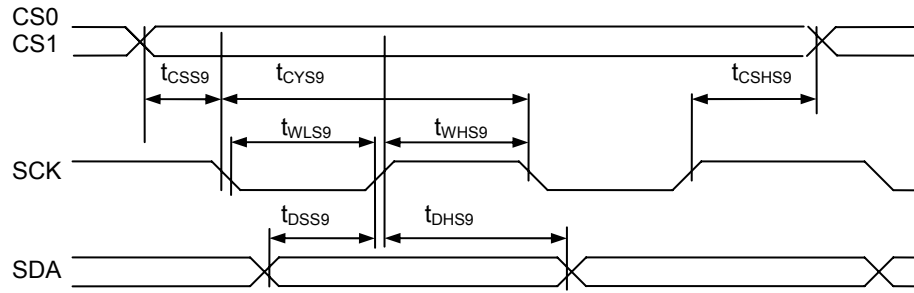 CS0
CS1
tCSS9 tCYS9 tCSHS9
tWLS9 tWHS9
SCK
tDSS9 tDHS9
SDA